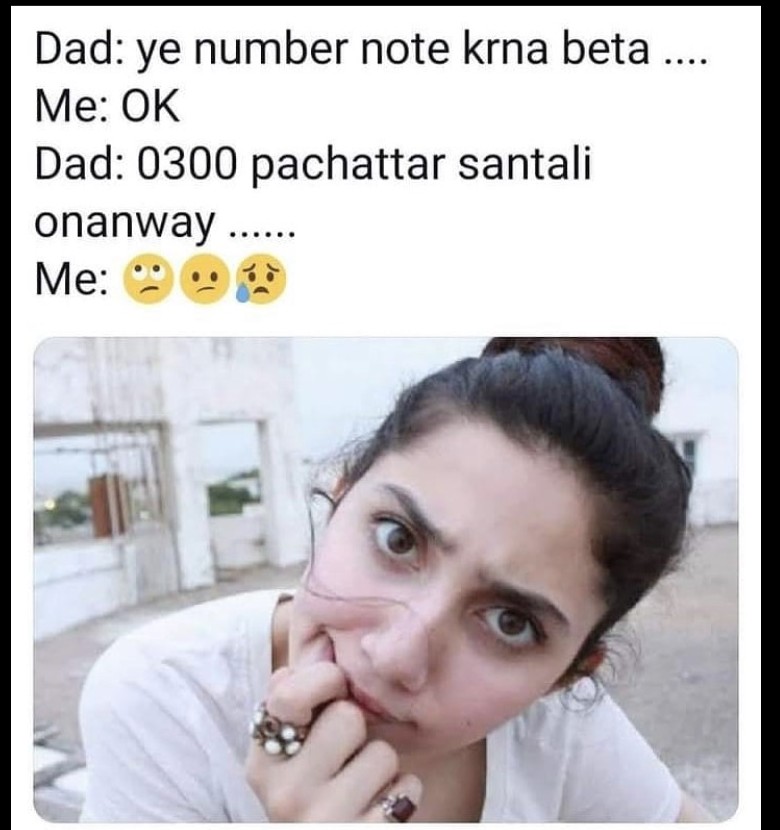 Dad: ye number note krna beta ....
Me: OK
Dad: 0300 pachattar santali
onanway ......
Me: 🙄😕😥